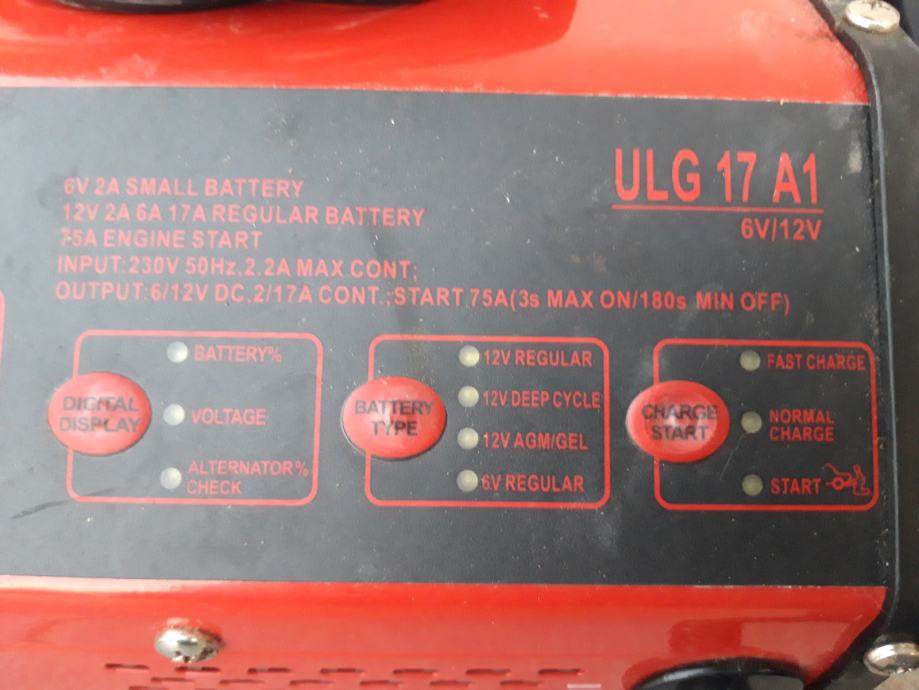 ULG 17 A1
6V/12V
6V 2A SMALL BATTERY
12V 2A 6A 17A REGULAR BATTERY
75A ENGINE START
INPUT:230V 50Hz,2.2A MAX CONT;
OUTPUT:6/12V DC,2/17A CONT.;START 75A(3s MAX ON/180s MIN OFF)
DIGITAL
DISPLAY
BATTERY%
VOLTAGE
ALTERNATOR%
CHECK
BATTERY
TYPE
12V REGULAR
12V DEEP CYCLE
12V AGM/GEL
6V REGULAR
CHARGE
START
FAST CHARGE
NORMAL
CHARGE
START